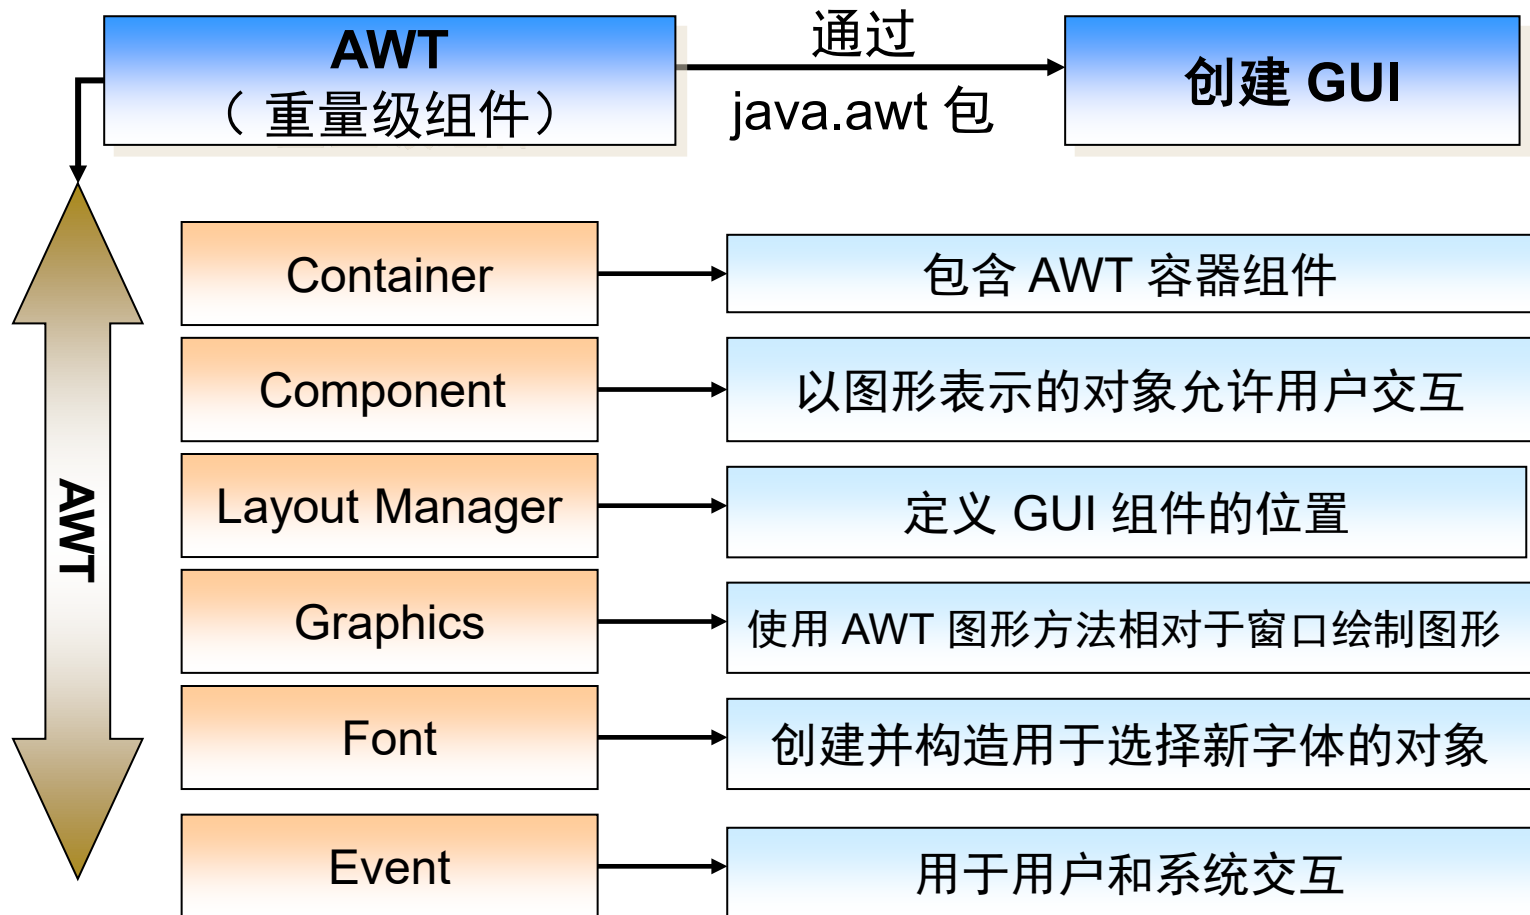 AWT
（ 重量级组件）
通过
java.awt 包
创建 GUI
AWT
Container
包含 AWT 容器组件
Component
以图形表示的对象允许用户交互
Layout Manager
定义 GUI 组件的位置
Graphics
使用 AWT 图形方法相对于窗口绘制图形
Font
创建并构造用于选择新字体的对象
Event
用于用户和系统交互